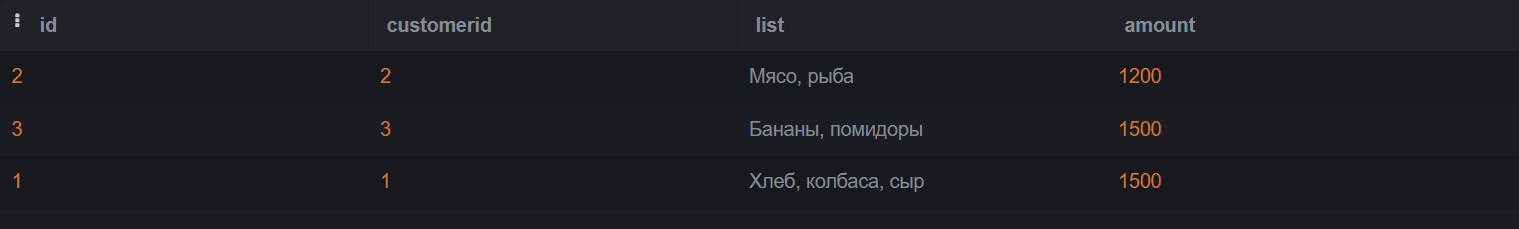 id customerid list amount
2 2 Мясо, рыба 1200
3 3 Бананы, помидоры 1500
1 1 Хлеб, колбаса, сыр 1500